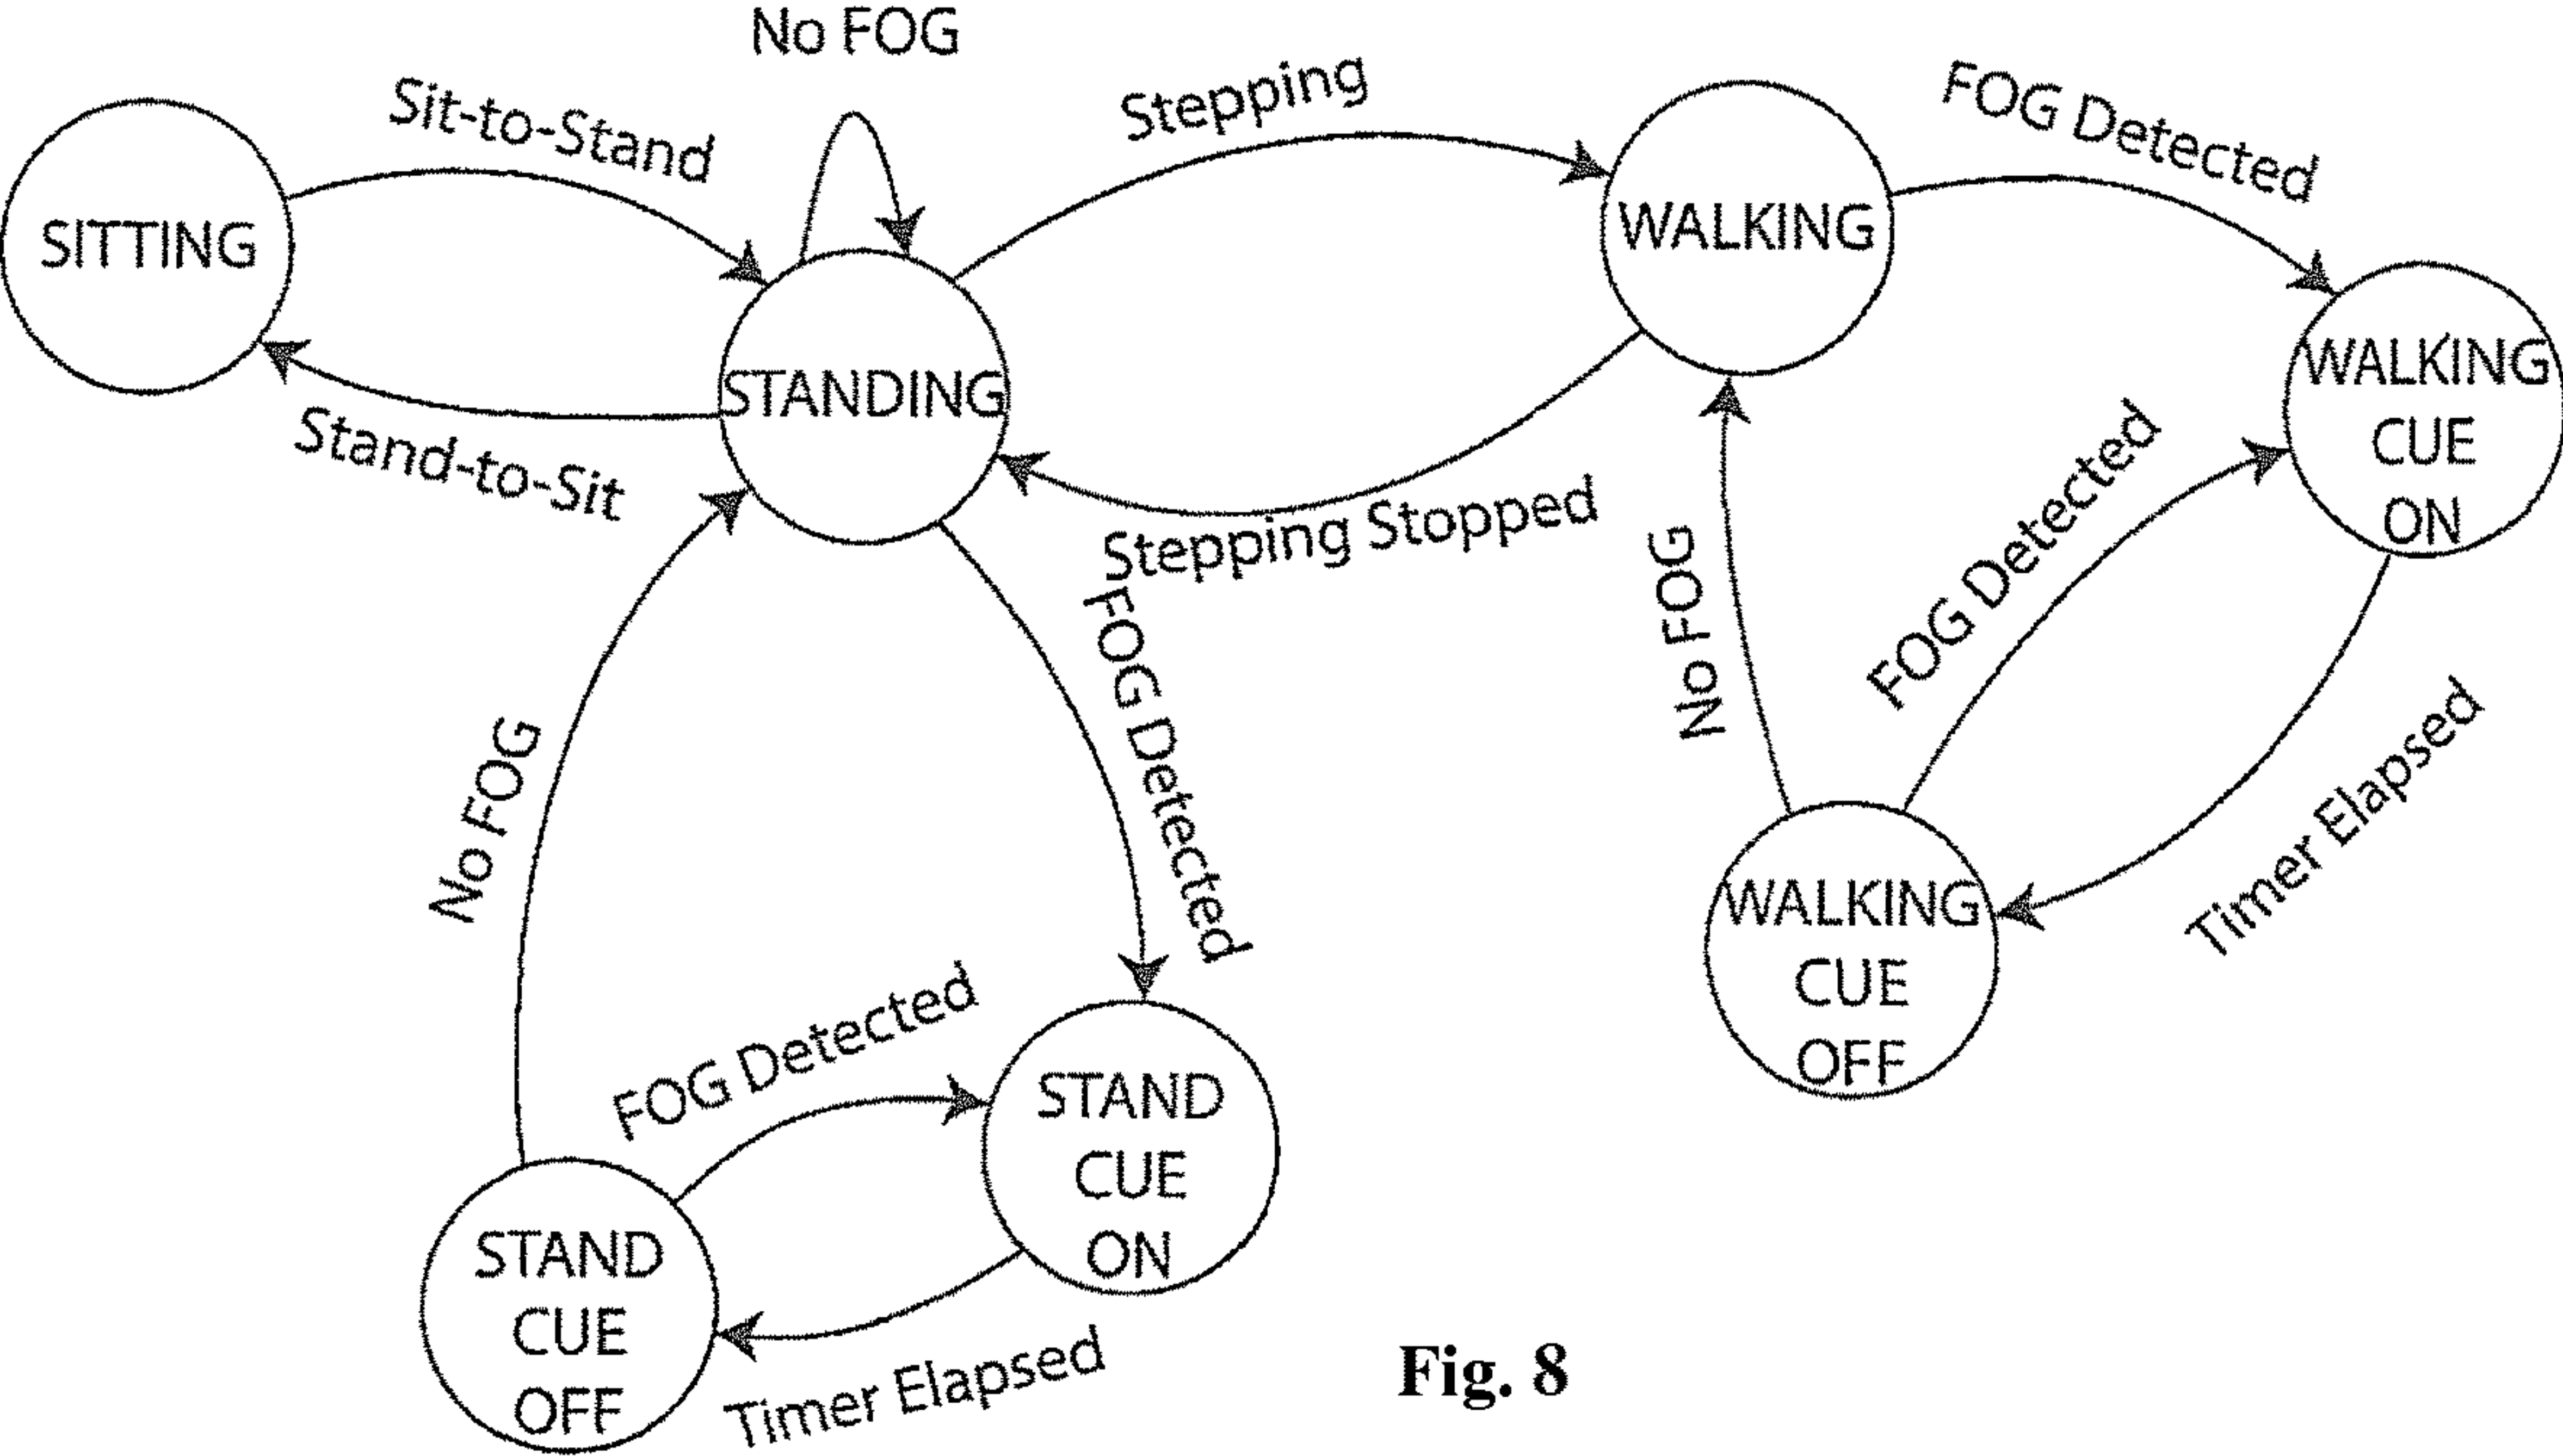 No FOG
Sit-to-Stand
Stepping
FOG Detected
SITTING
WALKING
STANDING
WALKING
CUE
ON
Stand-to-Sit
Stepping Stopped
No FOG
FOG Detected
FOG Detected
No FOG
Timer Elapsed
WALKING
CUE
OFF
FOG Detected
STAND
CUE
ON
STAND
CUE
OFF
Timer Elapsed
Fig. 8